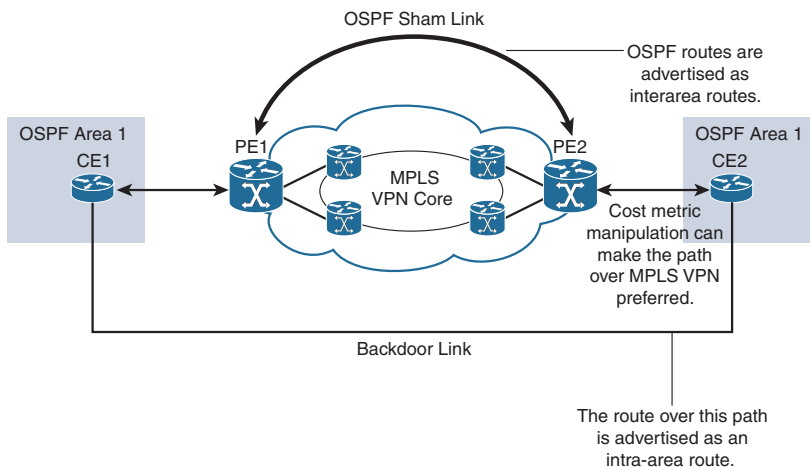 OSPF Sham Link
OSPF routes are
advertised as
interarea routes.
OSPF Area 1
CE1
PE1
MPLS
VPN Core
PE2
OSPF Area 1
CE2
Cost metric
manipulation can
make the path
over MPLS VPN
preferred.
Backdoor Link
The route over this path
is advertised as an
intra-area route.